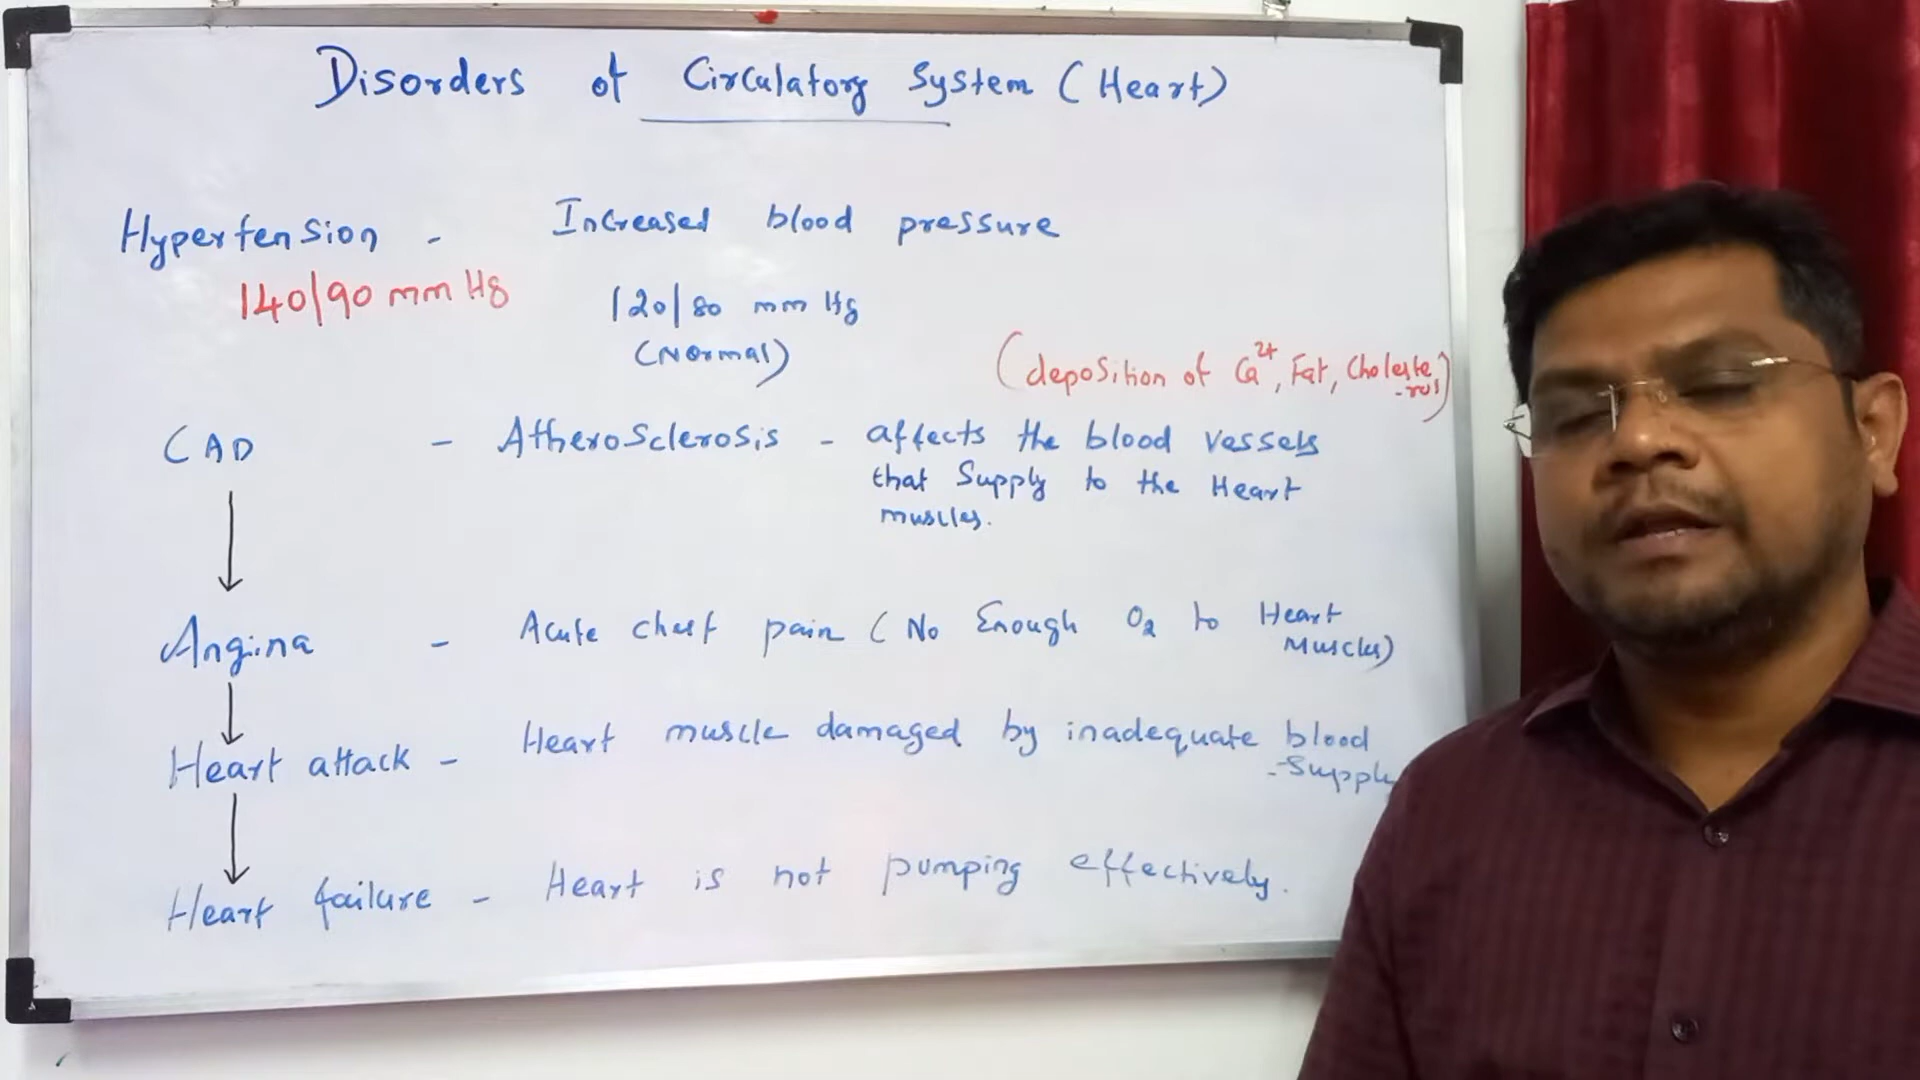 Disorders of Circulatory System (Heart)
Hypertension - Increased blood pressure
140/90 mm Hg
120/80 mm Hg
(Normal)
(deposition of Ca2+, Fat, Choleste
-rol)
CAD - Atherosclerosis - affects the blood vessels
that Supply to the Heart
muscles.
Angina - Acute chest pain (No Enough O2 to Heart
Muscles)
Heart attack - Heart muscle damaged by inadequate blood
-Supply
Heart failure - Heart is not pumping effectively.